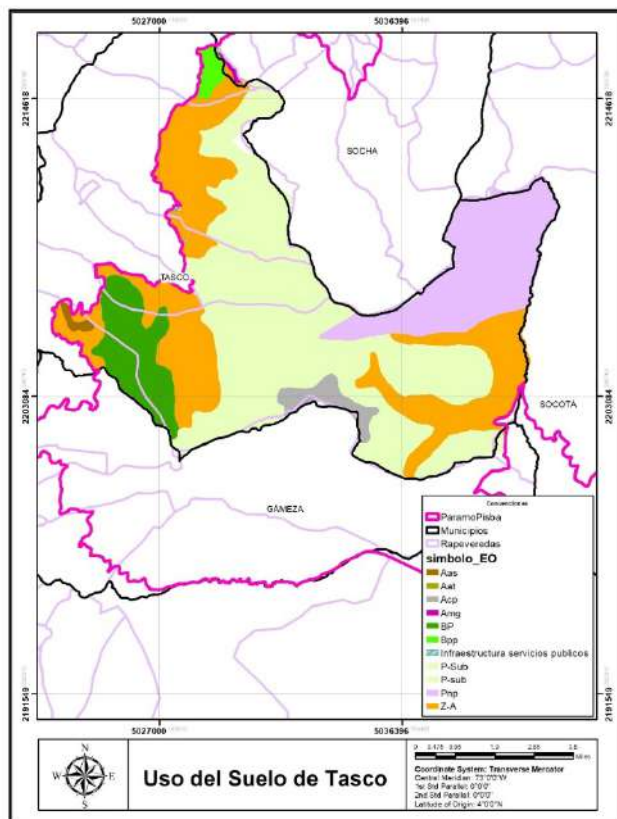 5027000
5036396
2214618
2214618
SOCHA
TASCO
2203084
2203084
SOCOTA
GAMEZA
Convenciones
ParamoPisba
Municipios
Rapeveredas
simbolo_EO
Aas
Aat
Acp
Amg
BP
Bpp
Infraestructura servicios publicos
P-Sub
P-sub
Pnp
Z-A
2191549
2191549
5027000
5036396
N
W
E
S
Uso del Suelo de Tasco
Miles
Coordinate System: Transverse Mercator
Central Meridian: 73°0'0"W
1st Std Parallel: 0°0'0"
2nd Std Parallel: 0°0'0"
Latitude of Origin: 4°0'0"N